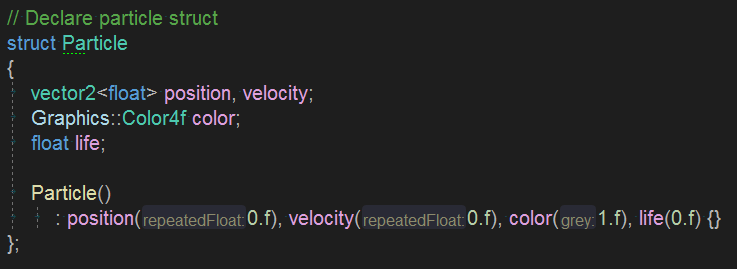 // Declare particle struct
struct Particle
{
vector2<float> position, velocity;
Graphics::Color4f color;
float life;
Particle()
: position(repeatedFloat:0.f), velocity(repeatedFloat:0.f), color(grey:1.f), life(0.f) {}
};